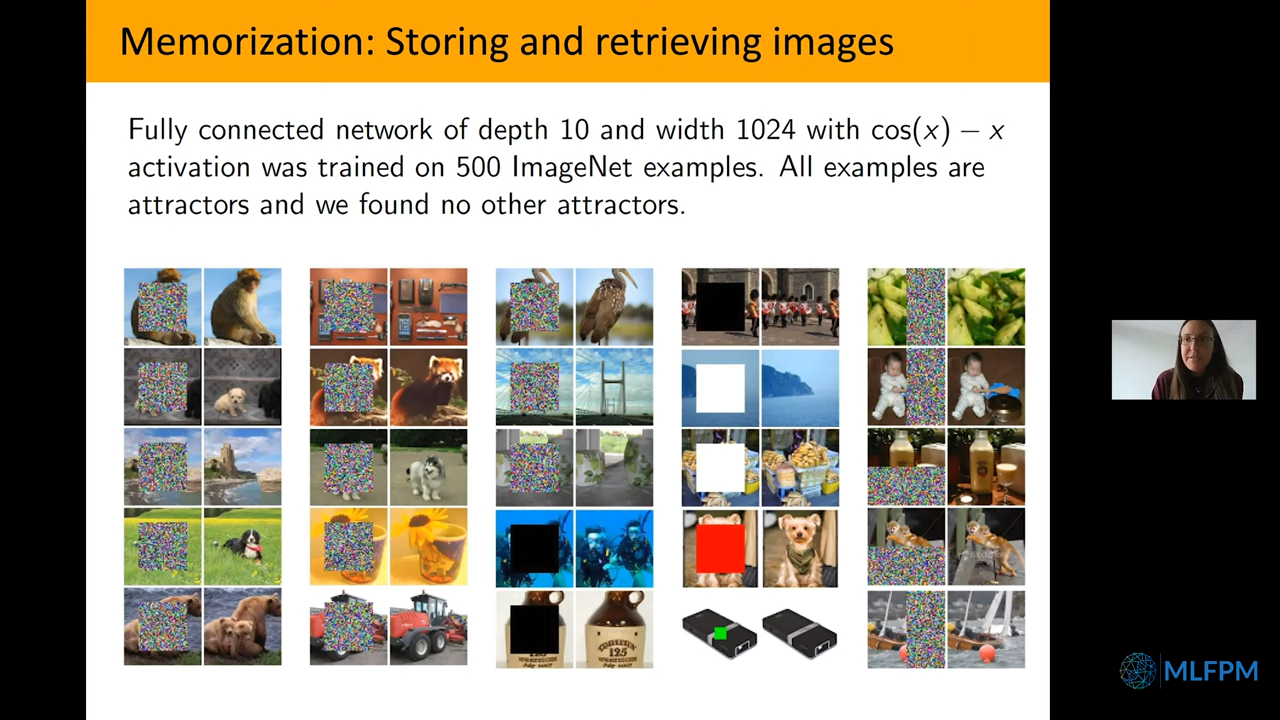 Memorization: Storing and retrieving images
Fully connected network of depth 10 and width 1024 with cos(x) − x
activation was trained on 500 ImageNet examples. All examples are
attractors and we found no other attractors.
125
MLFPM